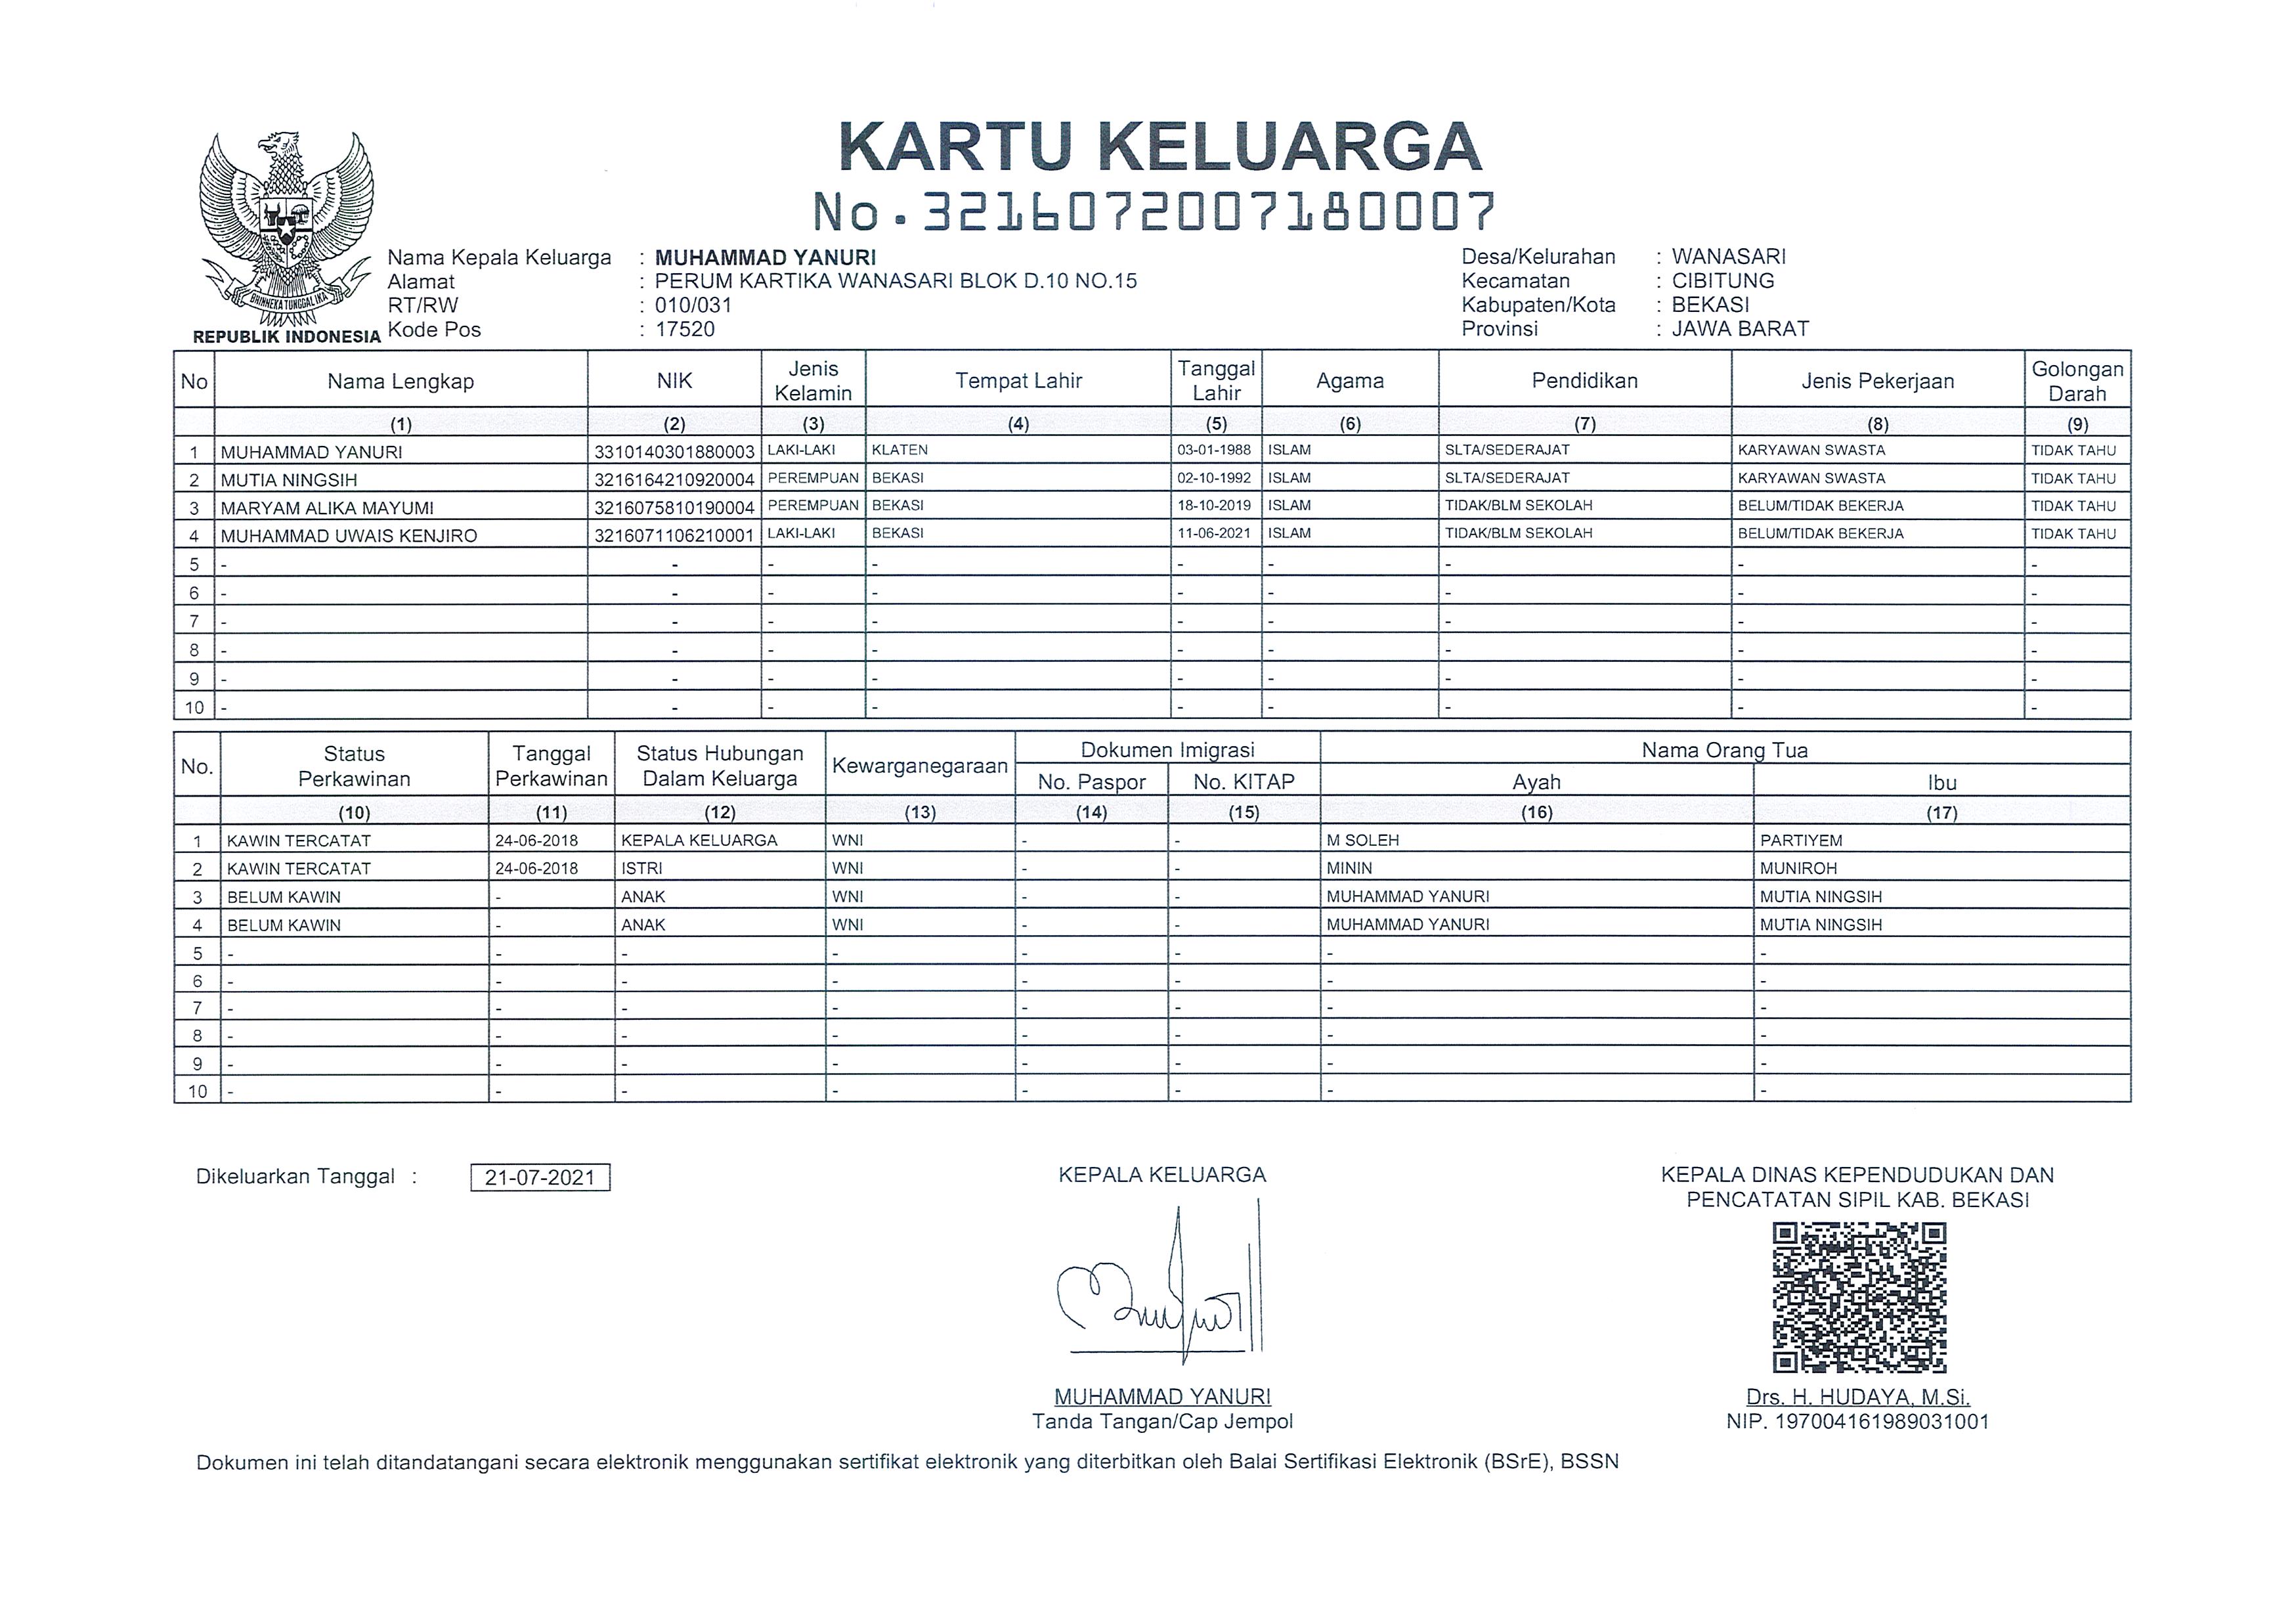 KARTU KELUARGA
No.3216072007180007
BHINNEKA TUNGGAL IKA
REPUBLIK INDONESIA
Nama Kepala Keluarga : MUHAMMAD YANURI
Alamat : PERUM KARTIKA WANASARI BLOK D.10 NO.15
RT/RW : 010/031
Kode Pos : 17520
Desa/Kelurahan : WANASARI
Kecamatan : CIBITUNG
Kabupaten/Kota : BEKASI
Provinsi : JAWA BARAT
No Nama Lengkap NIK Jenis Kelamin Tempat Lahir Tanggal Lahir Agama Pendidikan Jenis Pekerjaan Golongan Darah
(1) (2) (3) (4) (5) (6) (7) (8) (9)
1 MUHAMMAD YANURI 3310140301880003 LAKI-LAKI KLATEN 03-01-1988 ISLAM SLTA/SEDERAJAT KARYAWAN SWASTA TIDAK TAHU
2 MUTIA NINGSIH 3216164210920004 PEREMPUAN BEKASI 02-10-1992 ISLAM SLTA/SEDERAJAT KARYAWAN SWASTA TIDAK TAHU
3 MARYAM ALIKA MAYUMI 3216075810190004 PEREMPUAN BEKASI 18-10-2019 ISLAM TIDAK/BLM SEKOLAH BELUM/TIDAK BEKERJA TIDAK TAHU
4 MUHAMMAD UWAIS KENJIRO 3216071106210001 LAKI-LAKI BEKASI 11-06-2021 ISLAM TIDAK/BLM SEKOLAH BELUM/TIDAK BEKERJA TIDAK TAHU
5 - - - - - - - - -
6 - - - - - - - - -
7 - - - - - - - - -
8 - - - - - - - - -
9 - - - - - - - - -
10 - - - - - - - - -
No. Status Perkawinan Tanggal Perkawinan Status Hubungan Dalam Keluarga Kewarganegaraan Dokumen Imigrasi Nama Orang Tua
No. Paspor No. KITAP Ayah Ibu
(10) (11) (12) (13) (14) (15) (16) (17)
1 KAWIN TERCATAT 24-06-2018 KEPALA KELUARGA WNI - - M SOLEH PARTIYEM
2 KAWIN TERCATAT 24-06-2018 ISTRI WNI - - MININ MUNIROH
3 BELUM KAWIN - ANAK WNI - - MUHAMMAD YANURI MUTIA NINGSIH
4 BELUM KAWIN - ANAK WNI - - MUHAMMAD YANURI MUTIA NINGSIH
5 - - - - - - - -
6 - - - - - - - -
7 - - - - - - - -
8 - - - - - - - -
9 - - - - - - - -
10 - - - - - - - -
Dikeluarkan Tanggal : 21-07-2021
KEPALA KELUARGA
MUHAMMAD YANURI
Tanda Tangan/Cap Jempol
KEPALA DINAS KEPENDUDUKAN DAN
PENCATATAN SIPIL KAB. BEKASI
Drs. H. HUDAYA, M.Si.
NIP. 197004161989031001
Dokumen ini telah ditandatangani secara elektronik menggunakan sertifikat elektronik yang diterbitkan oleh Balai Sertifikasi Elektronik (BSrE), BSSN